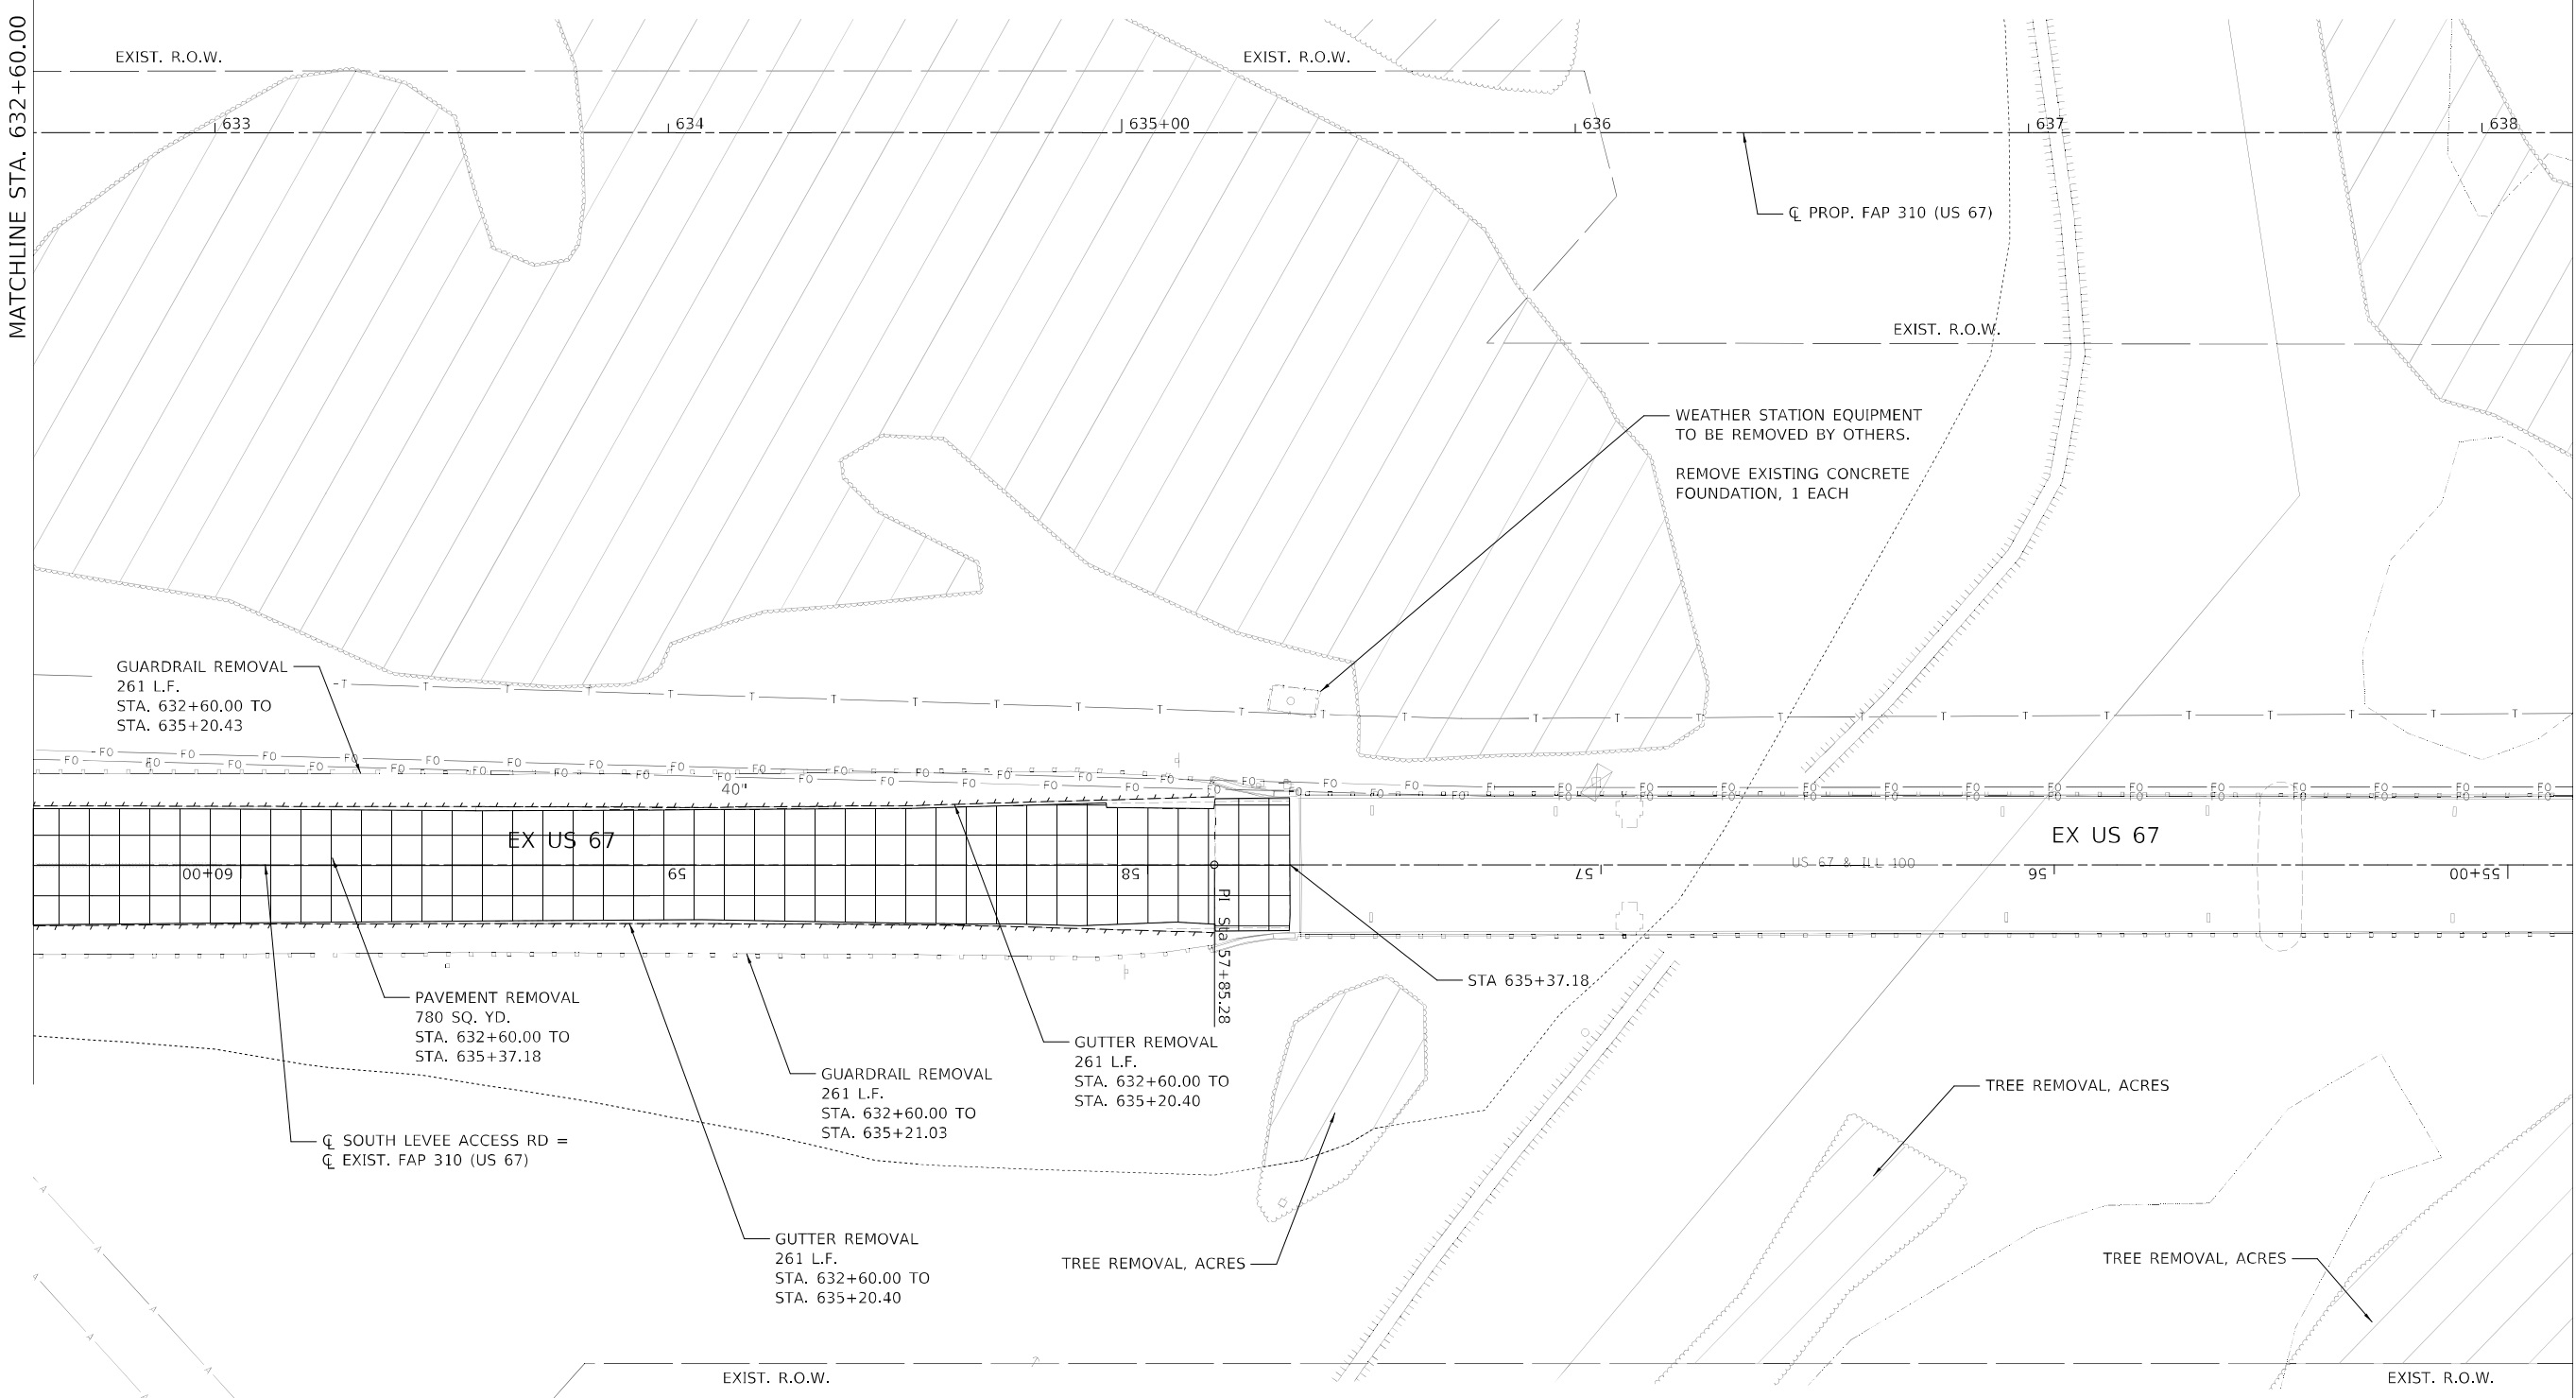 MATCHLINE STA. 632+60.00
EXIST. R.O.W.
EXIST. R.O.W.
633
634
635+00
636
637
638
℄ PROP. FAP 310 (US 67)
EXIST. R.O.W.
WEATHER STATION EQUIPMENT
TO BE REMOVED BY OTHERS.
REMOVE EXISTING CONCRETE
FOUNDATION, 1 EACH
GUARDRAIL REMOVAL
261 L.F.
STA. 632+60.00 TO
STA. 635+20.43
40"
EX US 67
EX US 67
US 67 & ILL 100
60+00
59
58
57
56
55+00
PI Sta 57+85.28
STA 635+37.18
PAVEMENT REMOVAL
780 SQ. YD.
STA. 632+60.00 TO
STA. 635+37.18
GUTTER REMOVAL
261 L.F.
STA. 632+60.00 TO
STA. 635+20.40
GUARDRAIL REMOVAL
261 L.F.
STA. 632+60.00 TO
STA. 635+21.03
TREE REMOVAL, ACRES
℄ SOUTH LEVEE ACCESS RD =
℄ EXIST. FAP 310 (US 67)
GUTTER REMOVAL
261 L.F.
STA. 632+60.00 TO
STA. 635+20.40
TREE REMOVAL, ACRES
TREE REMOVAL, ACRES
EXIST. R.O.W.
EXIST. R.O.W.